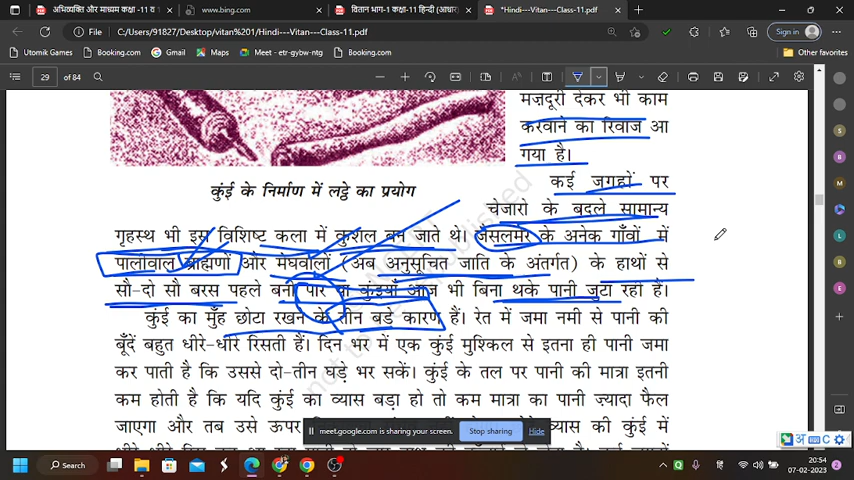 अभिव्यक्ति और माध्यम कक्षा -11 व 1
www.bing.com
वितान भाग-1 कक्षा-11 हिन्दी (आधार)
*Hindi---Vitan---Class-11.pdf
File
C:/Users/91827/Desktop/vitan%201/Hindi---Vitan---Class-11.pdf
Sign in
Utomik Games
Booking.com
Gmail
Maps
Meet - etr-gybw-ntg
Booking.com
Other favorites
29 of 84
मज़दूरी देकर भी काम
करवाने का रिवाज आ
गया है।
कई जगहों पर
कुंई के निर्माण में लट्ठे का प्रयोग
चेजारो के बदले सामान्य
गृहस्थ भी इस विशिष्ट कला में कुशल बन जाते थे। जैसलमेर के अनेक गाँवों में
पालीवाल ब्राह्मणों और मेघवालों (अब अनुसूचित जाति के अंतर्गत) के हाथों से
सौ-दो सौ बरस पहले बनी पार या कुंइयाँ आज भी बिना थके पानी जुटा रही हैं।
कुंई का मुँह छोटा रखने के तीन बड़े कारण हैं। रेत में जमा नमी से पानी की
बूँदें बहुत धीरे-धीरे रिसती हैं। दिन भर में एक कुंई मुश्किल से इतना ही पानी जमा
कर पाती है कि उससे दो-तीन घड़े भर सकें। कुंई के तल पर पानी की मात्रा इतनी
कम होती है कि यदि कुंई का व्यास बड़ा हो तो कम मात्रा का पानी ज़्यादा फैल
जाएगा और तब उसे ऊपर
व्यास की कुंई में
meet.google.com is sharing your screen.
Stop sharing
Hide
Search
20:54
07-02-2023